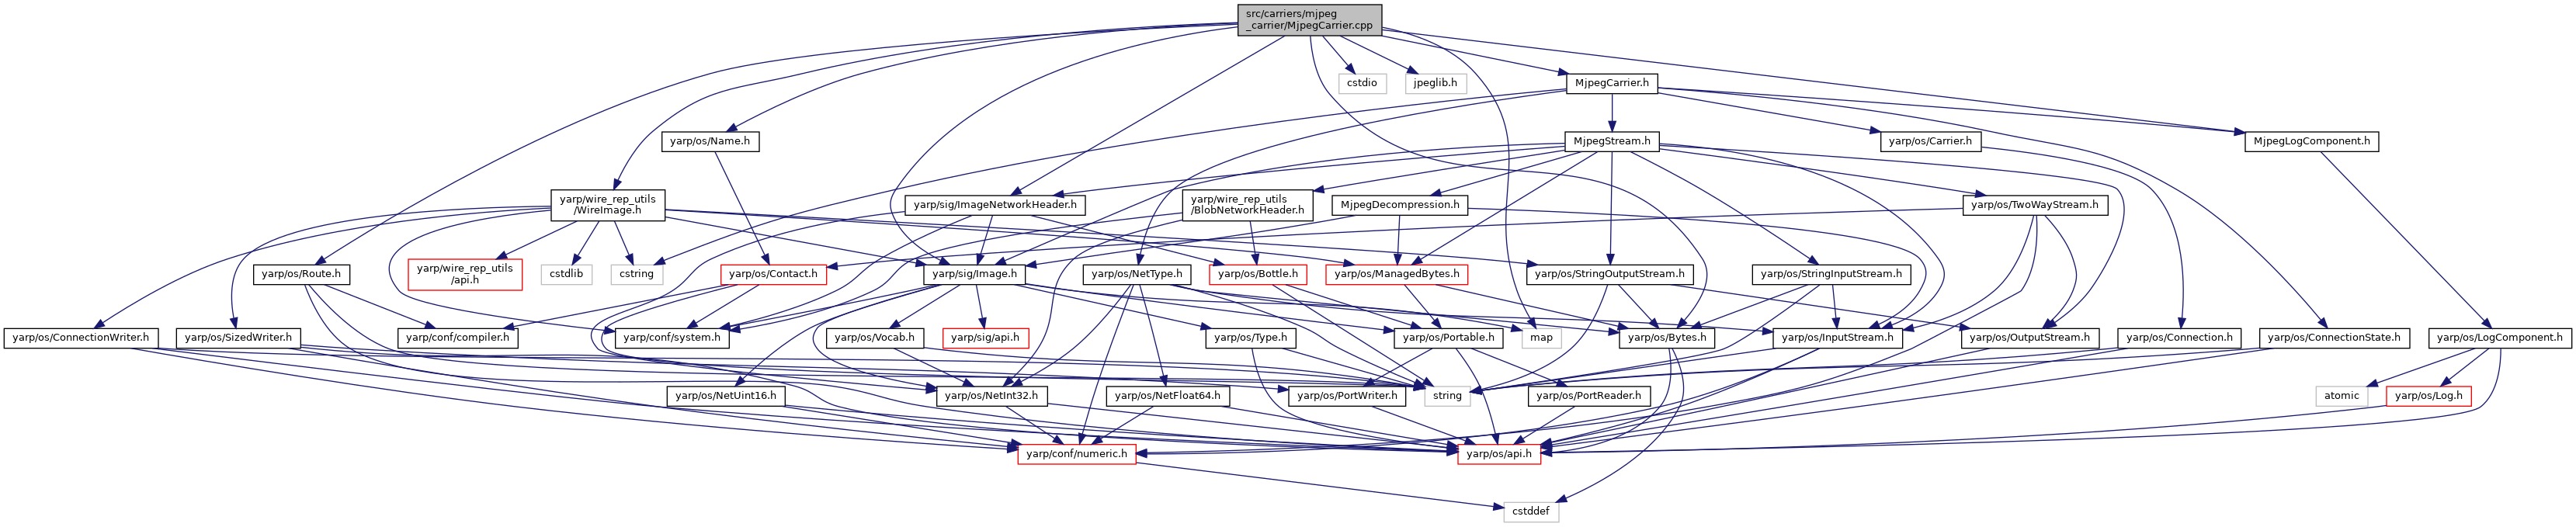 src/carriers/mjpeg
_carrier/MjpegCarrier.cpp
cstdio
jpeglib.h
MjpegCarrier.h
yarp/os/Name.h
MjpegStream.h
yarp/os/Carrier.h
MjpegLogComponent.h
yarp/wire_rep_utils
/WireImage.h
yarp/sig/ImageNetworkHeader.h
yarp/wire_rep_utils
/BlobNetworkHeader.h
MjpegDecompression.h
yarp/os/TwoWayStream.h
yarp/os/Route.h
yarp/wire_rep_utils
/api.h
cstdlib
cstring
yarp/os/Contact.h
yarp/sig/Image.h
yarp/os/NetType.h
yarp/os/Bottle.h
yarp/os/ManagedBytes.h
yarp/os/StringOutputStream.h
yarp/os/StringInputStream.h
yarp/os/ConnectionWriter.h
yarp/os/SizedWriter.h
yarp/conf/compiler.h
yarp/conf/system.h
yarp/os/Vocab.h
yarp/sig/api.h
yarp/os/Type.h
yarp/os/Portable.h
map
yarp/os/Bytes.h
yarp/os/InputStream.h
yarp/os/OutputStream.h
yarp/os/Connection.h
yarp/os/ConnectionState.h
yarp/os/LogComponent.h
yarp/os/NetUint16.h
yarp/os/NetInt32.h
yarp/os/NetFloat64.h
yarp/os/PortWriter.h
string
yarp/os/PortReader.h
atomic
yarp/os/Log.h
yarp/conf/numeric.h
yarp/os/api.h
cstddef